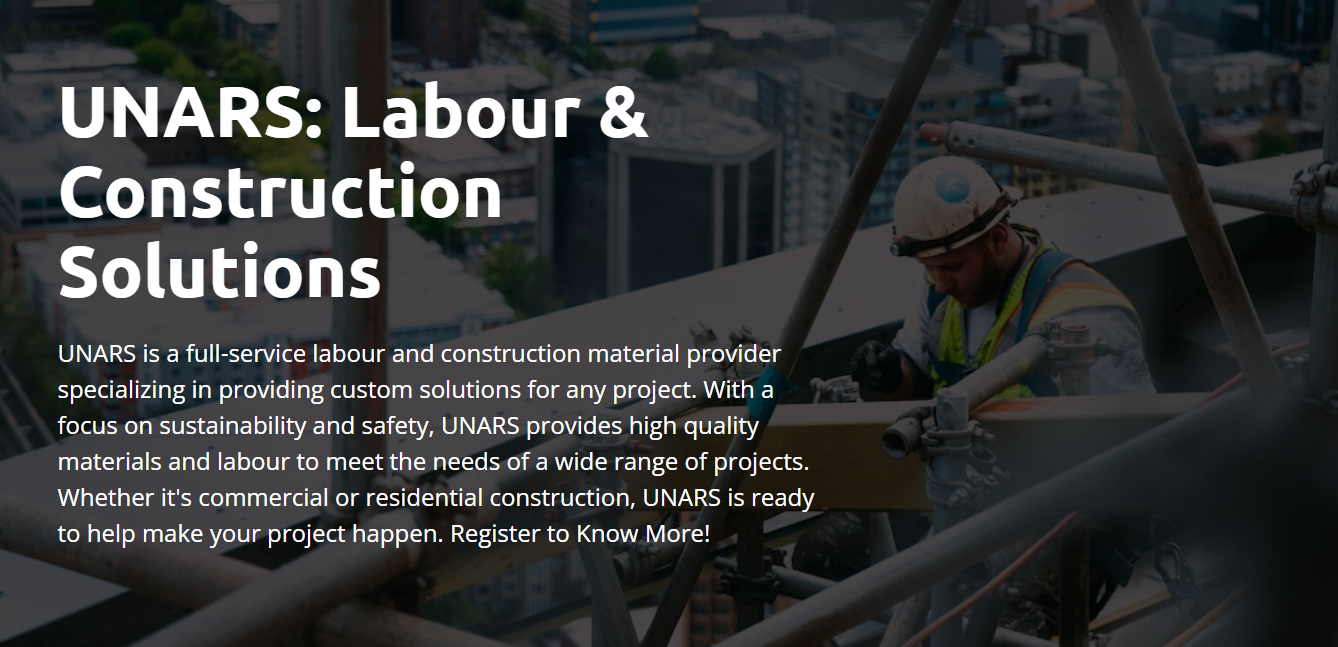 UNARS: Labour &
Construction
Solutions
UNARS is a full-service labour and construction material provider
specializing in providing custom solutions for any project. With a
focus on sustainability and safety, UNARS provides high quality
materials and labour to meet the needs of a wide range of projects.
Whether it's commercial or residential construction, UNARS is ready
to help make your project happen. Register to Know More!